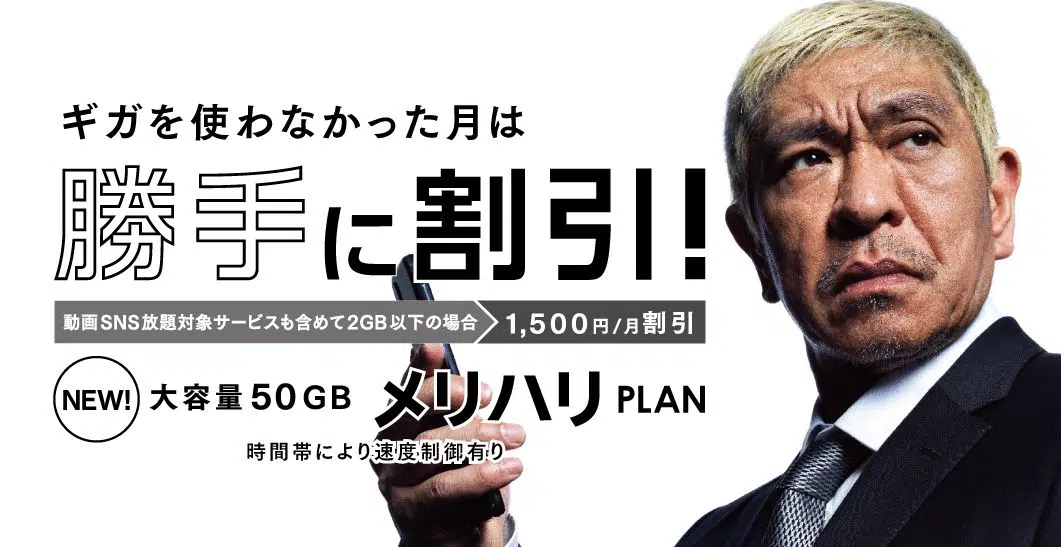 ギガを使わなかった月は
勝手に割引!
動画SNS放題対象サービスも含めて2GB以下の場合 1,500円/月割引
NEW! 大容量50GB メリハリ PLAN
時間帯により速度制御有り